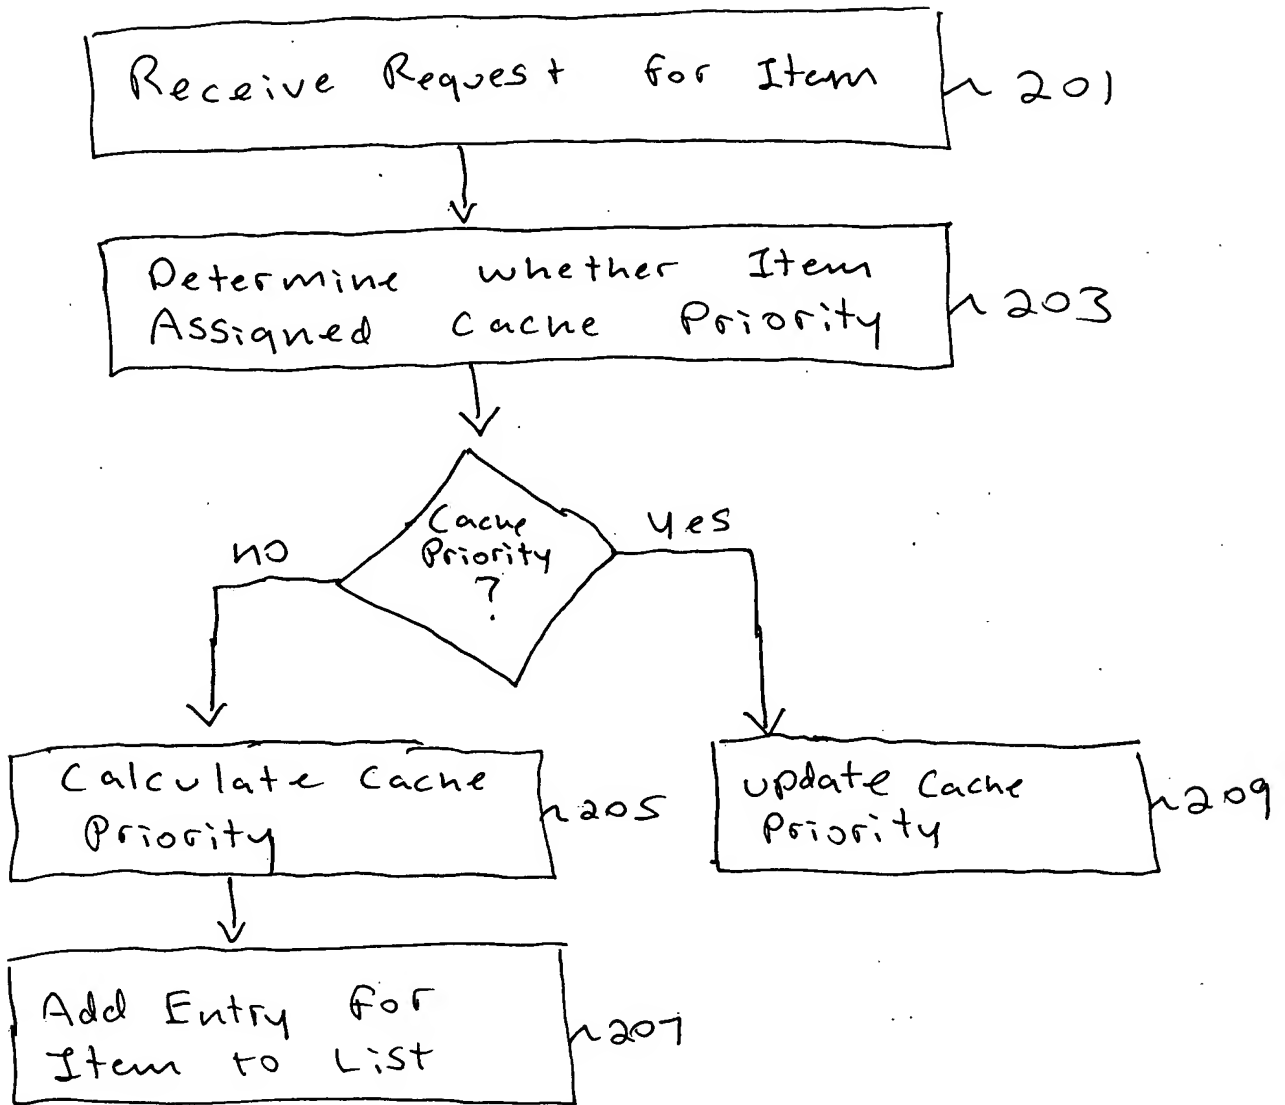 Receive Request for Item
201
Determine whether Item
Assigned Cache Priority
203
Cache
Priority
?
no
yes
Calculate Cache
Priority
205
update Cache
Priority
209
Add Entry for
Item to List
207